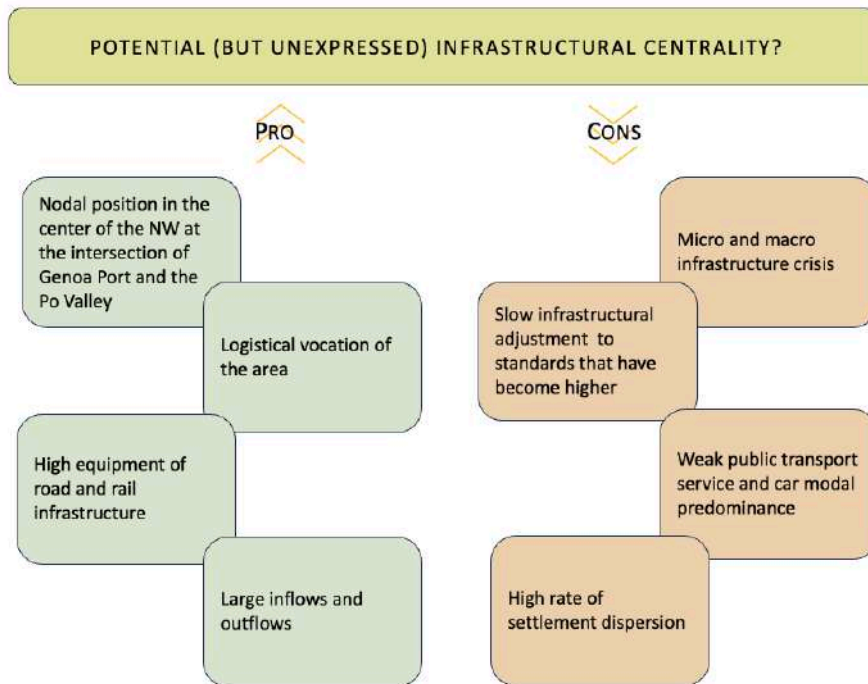 POTENTIAL (BUT UNEXPRESSED) INFRASTRUCTURAL CENTRALITY?
PRO
Nodal position in the
center of the NW at
the intersection of
Genoa Port and the
Po Valley
Logistical vocation of
the area
High equipment of
road and rail
infrastructure
Large inflows and
outflows
CONS
Micro and macro
infrastructure crisis
Slow infrastructural
adjustment to
standards that have
become higher
Weak public transport
service and car modal
predominance
High rate of
settlement dispersion